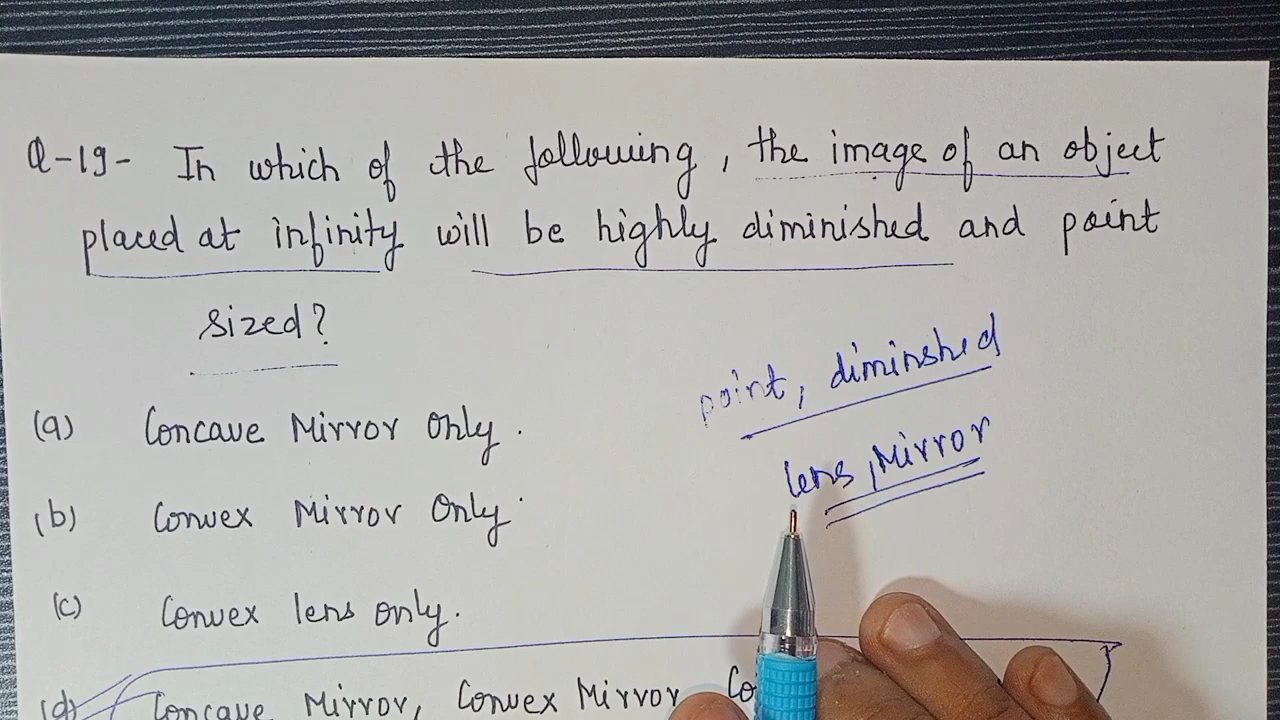 Q-19- In which of the following, the image of an object
placed at infinity will be highly diminished and point
sized?
point, diminshed
(a) Concave Mirror Only.
lens, Mirror
(b) Convex Mirror Only.
(c) Convex lens only.
(d) Concave Mirror, Convex Mirror